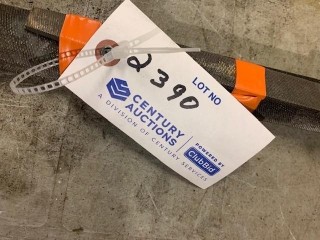 LOT NO
2390
CENTURY
AUCTIONS
A DIVISION OF CENTURY SERVICES
POWERED BY
ClubBid